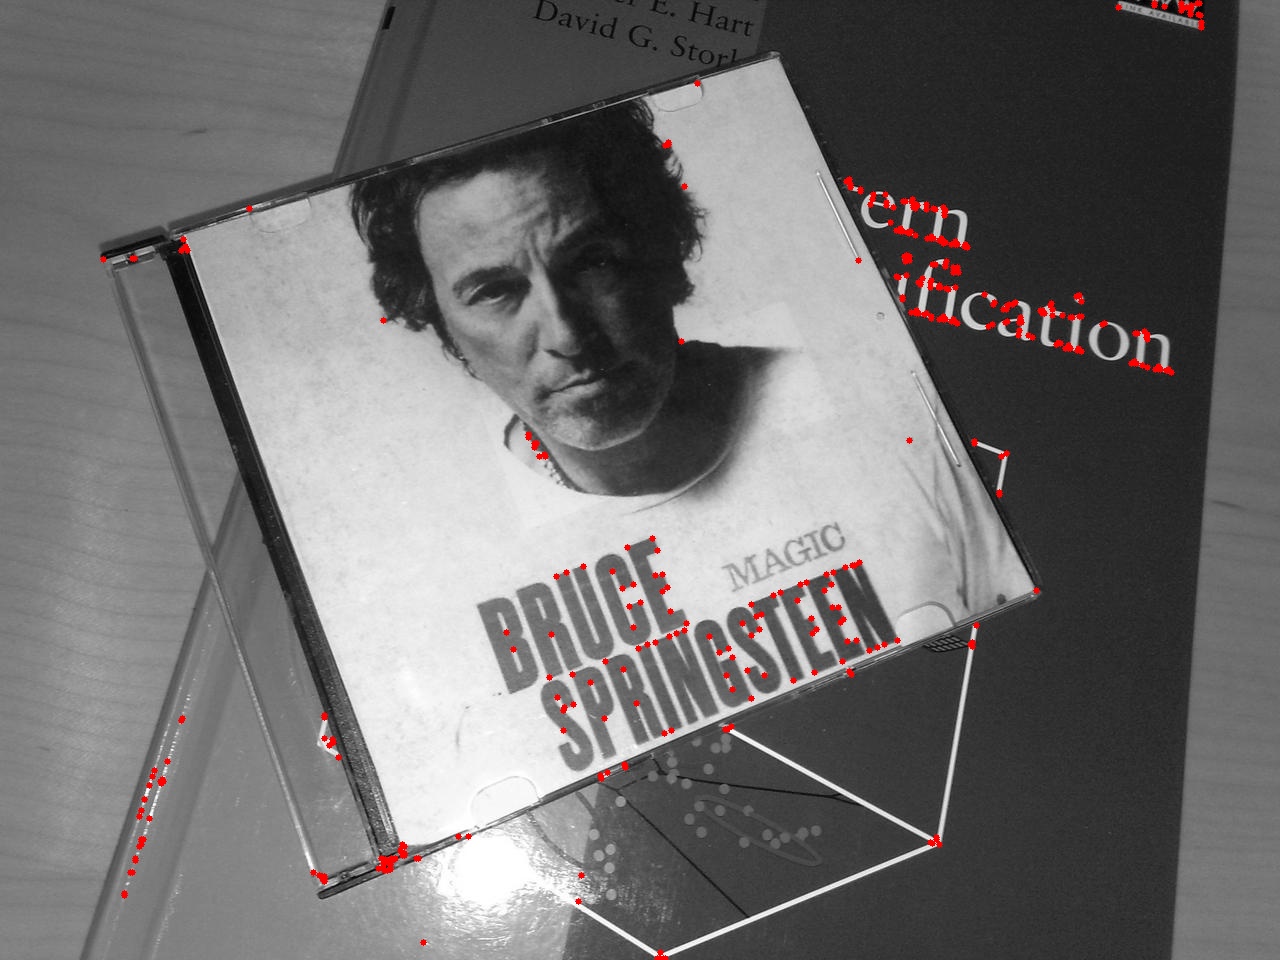 E. Hart
David G. Stork
ern
ification
MAGIC
BRUCE
SPRINGSTEEN